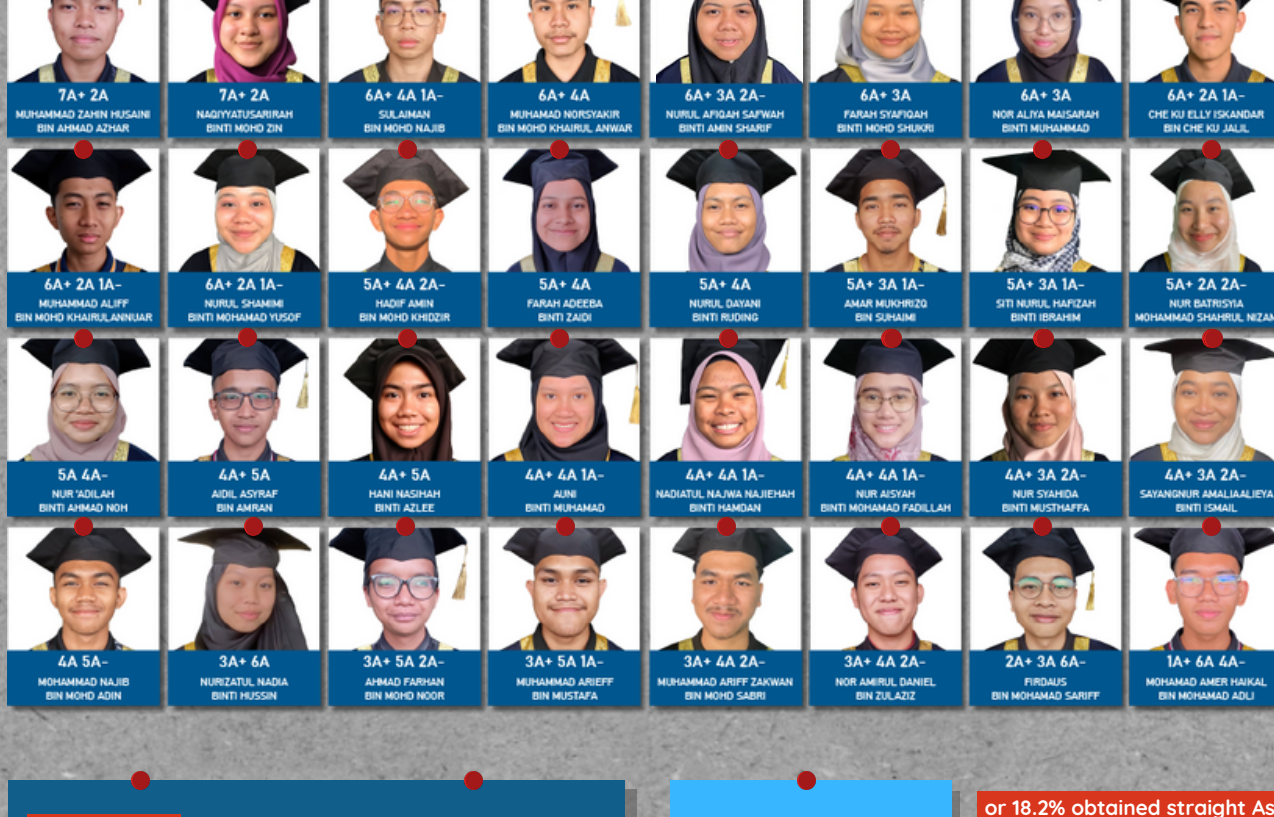 7A+ 2A
MUHAMMAD ZAHIN HUSAINI
BIN AHMAD AZHAR
7A+ 2A
NAQIYYATUSARIRAH
BINTI MOHD ZIN
6A+ 4A 1A-
SULAIMAN
BIN MOHD NAJIB
6A+ 4A
MUHAMAD NORSYAKIR
BIN MOHD KHAIRUL ANWAR
6A+ 3A 2A-
NURUL AFIQAH SAFWAH
BINTI AMIN SHARIF
6A+ 3A
FARAH SYAFIQAH
BINTI MOHD SHUKRI
6A+ 3A
NOR ALIYA MAISARAH
BINTI MUHAMMAD
6A+ 2A 1A-
CHE KU ELLY ISKANDAR
BIN CHE KU JALIL
6A+ 2A 1A-
MUHAMMAD ALIFF
BIN MOHD KHAIRULANNUAR
6A+ 2A 1A-
NURUL SHAMIMI
BINTI MOHAMAD YUSOF
5A+ 4A 2A-
HADIF AMIN
BIN MOHD KHIDZIR
5A+ 4A
FARAH ADEEBA
BINTI ZAIDI
5A+ 4A
NURUL DAYANI
BINTI RUDING
5A+ 3A 1A-
AMAR MUKHRIZQ
BIN SUHAIMI
5A+ 3A 1A-
SITI NURUL HAFIZAH
BINTI IBRAHIM
5A+ 2A 2A-
NUR BATRISYIA
MOHAMMAD SHAHRUL NIZAM
5A 4A-
NUR 'ADILAH
BINTI AHMAD NOH
4A+ 5A
AIDIL ASYRAF
BIN AMRAN
4A+ 5A
HANI NASIHAH
BINTI AZLEE
4A+ 4A 1A-
AUNI
BINTI MUHAMAD
4A+ 4A 1A-
NADIATUL NAJWA NAJIEHAH
BINTI HAMDAN
4A+ 4A 1A-
NUR AISYAH
BINTI MOHAMAD FADILLAH
4A+ 3A 2A-
NUR SYAHIDA
BINTI MUSTHAFFA
4A+ 3A 2A-
SAYANGNUR AMALIAALIEYA
BINTI ISMAIL
4A 5A-
MOHAMMAD NAJIB
BIN MOHD ADIN
3A+ 6A
NURIZATUL NADIA
BINTI HUSSIN
3A+ 5A 2A-
AHMAD FARHAN
BIN MOHD NOOR
3A+ 5A 1A-
MUHAMMAD ARIEFF
BIN MUSTAFA
3A+ 4A 2A-
MUHAMMAD ARIFF ZAKWAN
BIN MOHD SABRI
3A+ 4A 2A-
NOR AMIRUL DANIEL
BIN ZULAZIZ
2A+ 3A 6A-
FIRDAUS
BIN MOHAMAD SARIFF
1A+ 6A 4A-
MOHAMAD AMER HAIKAL
BIN MOHAMAD ADLI
or 18.2% obtained straight As